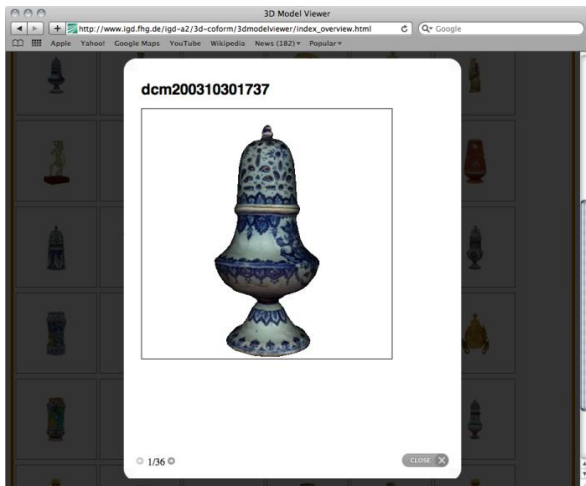 3D Model Viewer
http://www.igd.fhg.de/igd-a2/3d-coform/3dmodelviewer/index_overview.html
Google
Apple Yahoo! Google Maps YouTube Wikipedia News (182) Popular
dcm200310301737
1/36
CLOSE